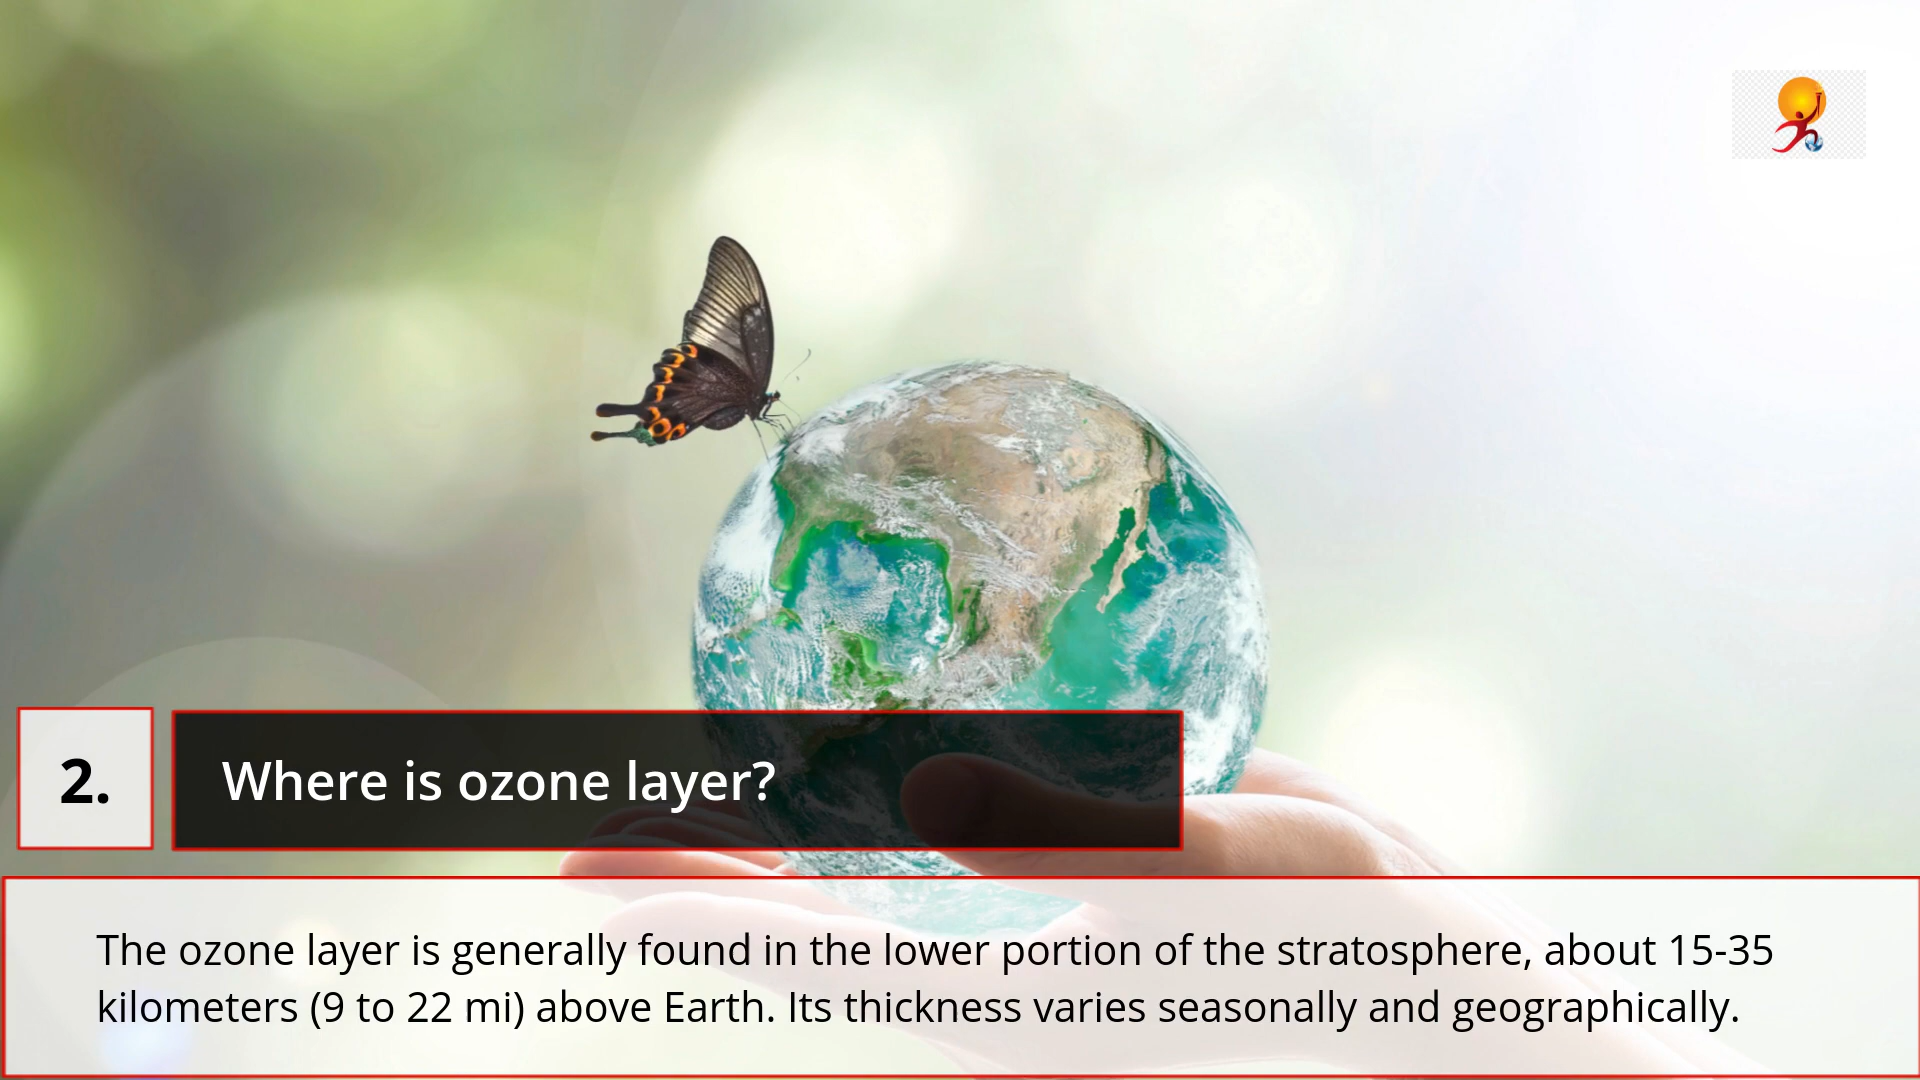 2.
Where is ozone layer?
The ozone layer is generally found in the lower portion of the stratosphere, about 15-35
kilometers (9 to 22 mi) above Earth. Its thickness varies seasonally and geographically.